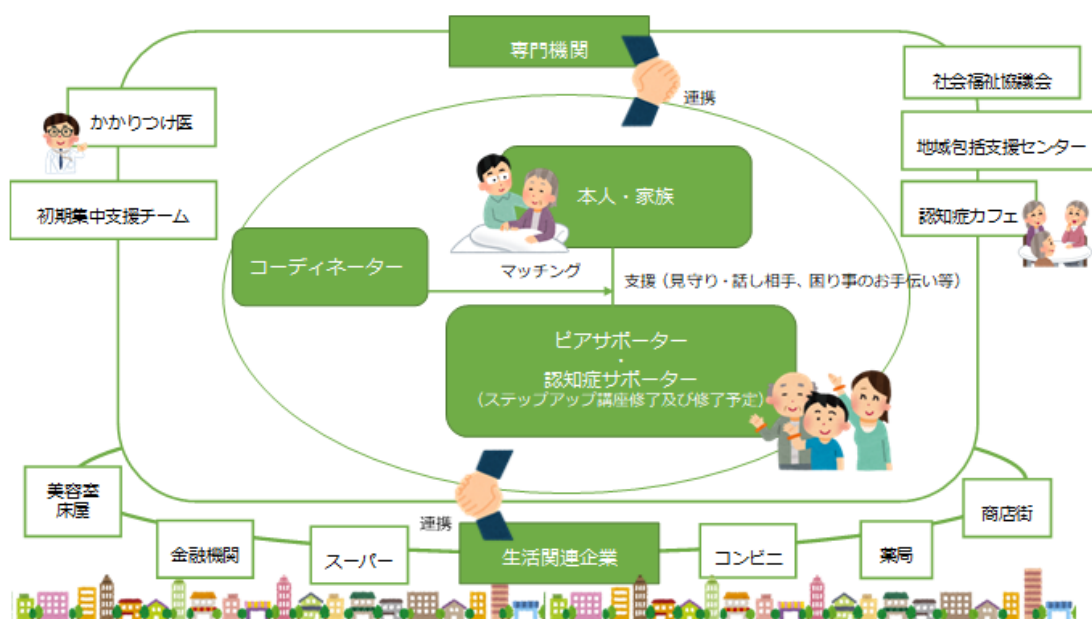 専門機関
連携
社会福祉協議会
かかりつけ医
地域包括支援センター
初期集中支援チーム
認知症カフェ
本人・家族
コーディネーター
マッチング
支援（見守り・話し相手、困り事のお手伝い等）
ピアサポーター
・
認知症サポーター
（ステップアップ講座修了及び修了予定）
美容室
床屋
金融機関
スーパー
連携
生活関連企業
コンビニ
薬局
商店街